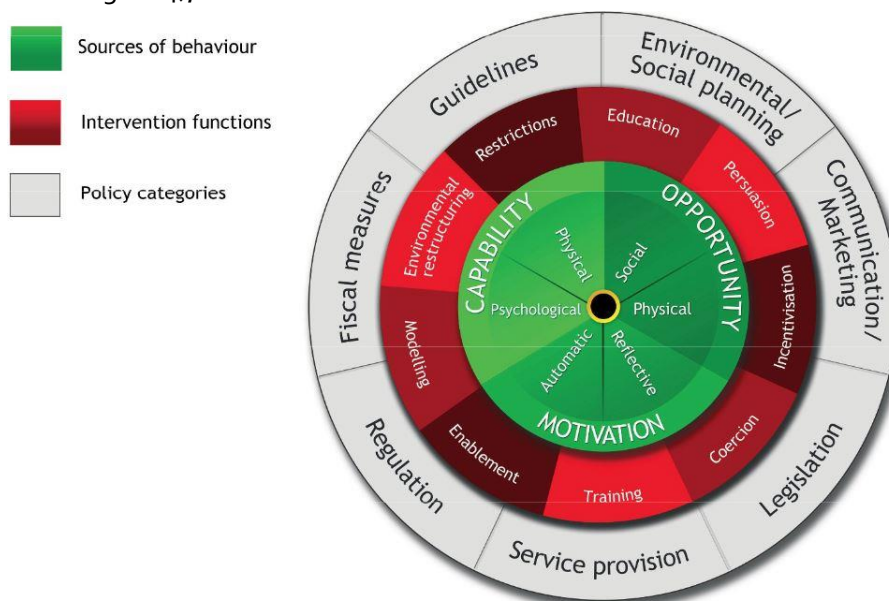 Sources of behaviour
Intervention functions
Policy categories
Guidelines
Environmental/
Social planning
Communication/
Marketing
Legislation
Service provision
Regulation
Fiscal measures
Restrictions
Education
Persuasion
Incentivisation
Coercion
Training
Enablement
Modelling
Environmental
restructuring
CAPABILITY
OPPORTUNITY
MOTIVATION
Physical
Social
Psychological
Physical
Automatic
Reflective